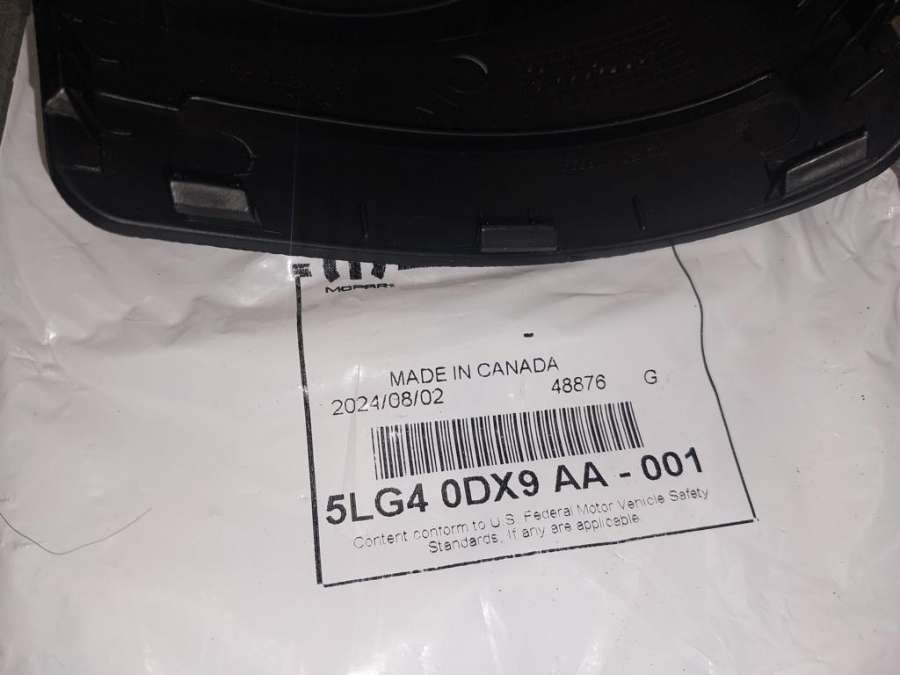 MOPAR
MADE IN CANADA
2024/08/02 48876 G
5LG4 0DX9 AA - 001
Content conform to U.S. Federal Motor Vehicle Safety
Standards, If any are applicable.